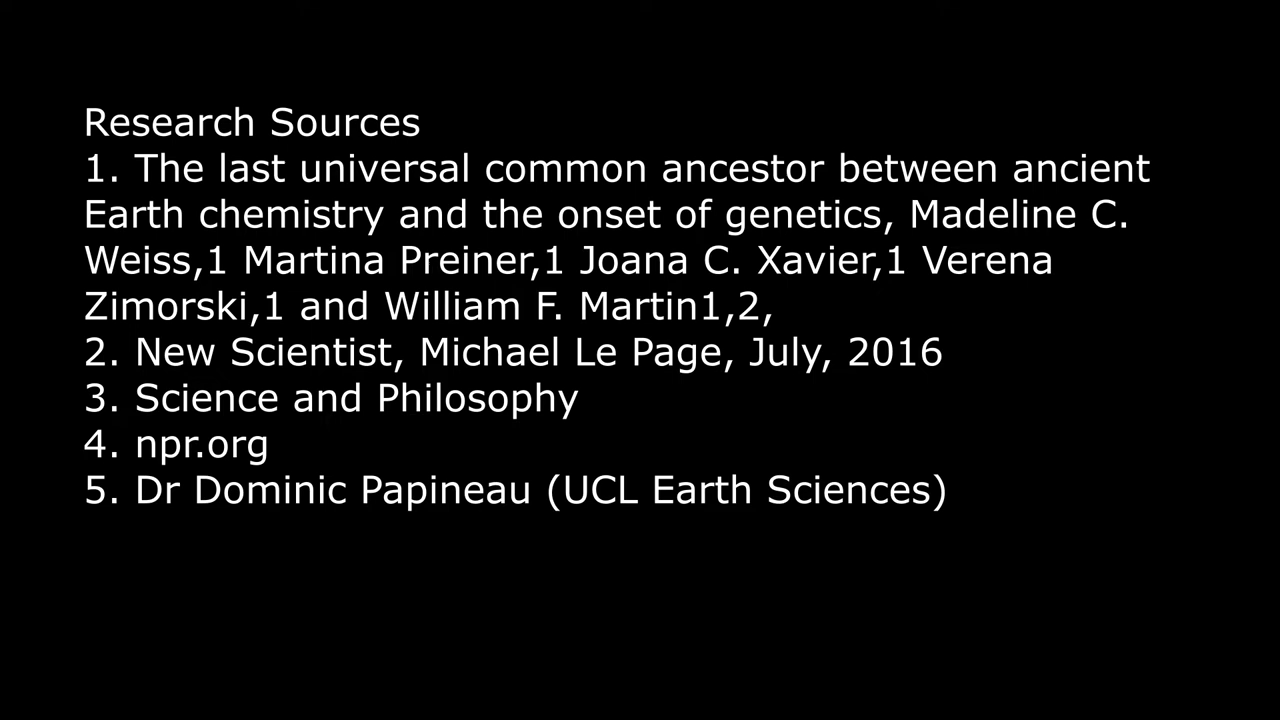 Research Sources
1. The last universal common ancestor between ancient
Earth chemistry and the onset of genetics, Madeline C.
Weiss,1 Martina Preiner,1 Joana C. Xavier,1 Verena
Zimorski,1 and William F. Martin1,2,
2. New Scientist, Michael Le Page, July, 2016
3. Science and Philosophy
4. npr.org
5. Dr Dominic Papineau (UCL Earth Sciences)